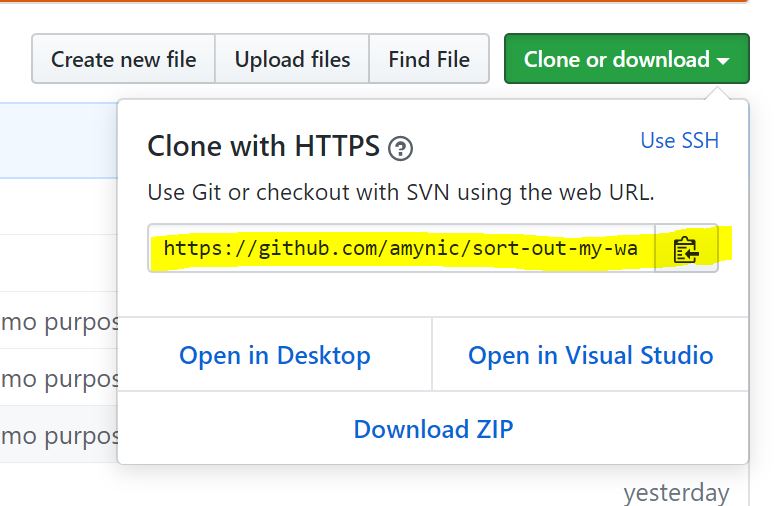 Create new file Upload files Find File Clone or download
Clone with HTTPS ?
Use SSH
Use Git or checkout with SVN using the web URL.
https://github.com/amynic/sort-out-my-wa
mo purpos
Open in Desktop Open in Visual Studio
mo purpos
Download ZIP
mo purpos
yesterday